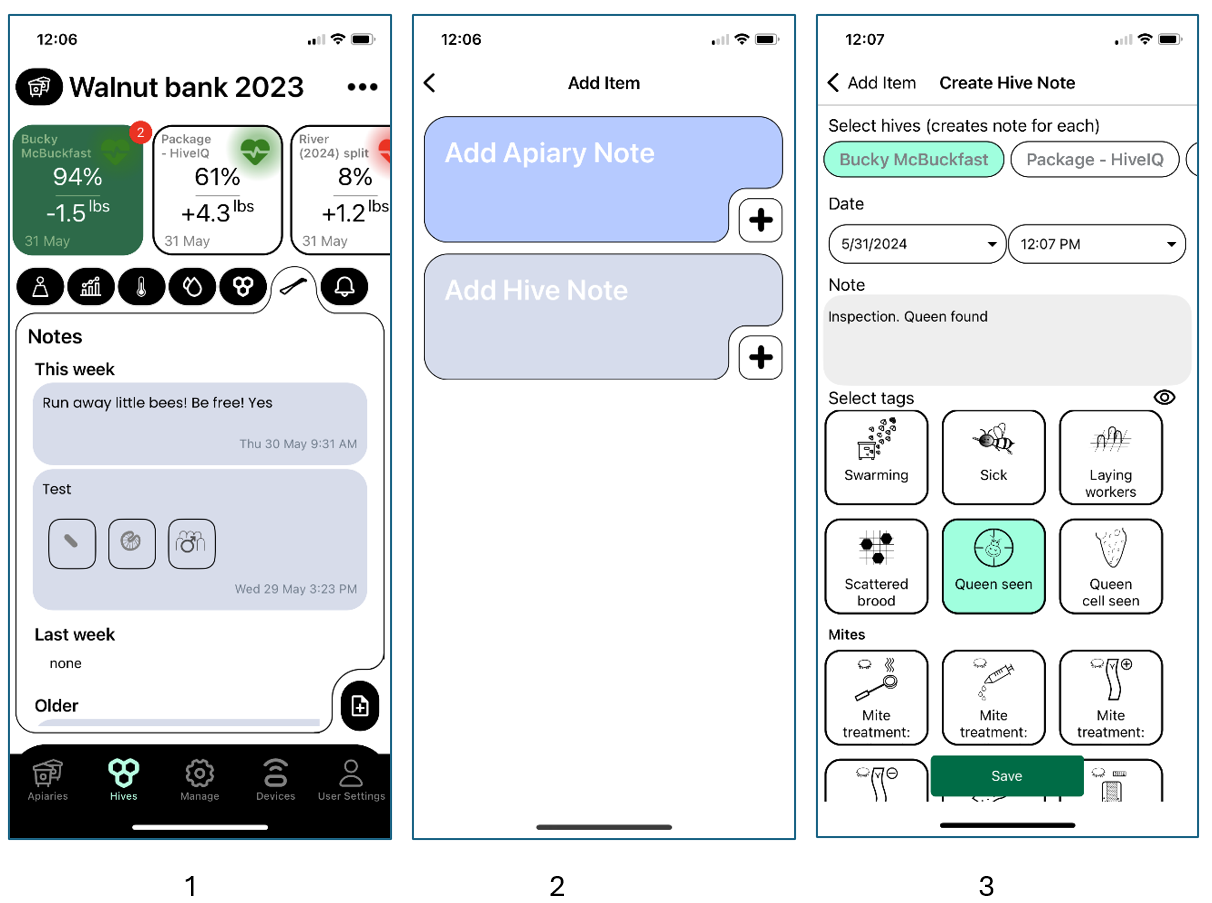 12:06
Walnut bank 2023
Bucky
McBuckfast
2
94%
-1.5 lbs
31 May
Package
- HiveIQ
61%
+4.3 lbs
31 May
River
(2024) split
8%
+1.2 lbs
31 May
Notes
This week
Run away little bees! Be free! Yes
Thu 30 May 9:31 AM
Test
Wed 29 May 3:23 PM
Last week
none
Older
Apiaries
Hives
Manage
Devices
User Settings
1
12:06
Add Item
Add Apiary Note
Add Hive Note
2
12:07
Add Item
Create Hive Note
Select hives (creates note for each)
Bucky McBuckfast
Package - HiveIQ
Date
5/31/2024
12:07 PM
Note
Inspection. Queen found
Select tags
Swarming
Sick
Laying
workers
Scattered
brood
Queen seen
Queen
cell seen
Mites
Mite
treatment:
Mite
treatment:
Mite
treatment:
Save
3